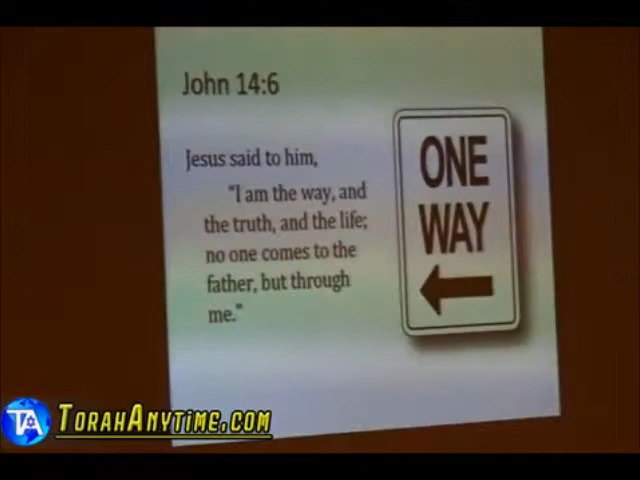 John 14:6
Jesus said to him,
"I am the way, and
the truth, and the life;
no one comes to the
father, but through
me."
ONE
WAY
TA
TORAHANYTIME.COM